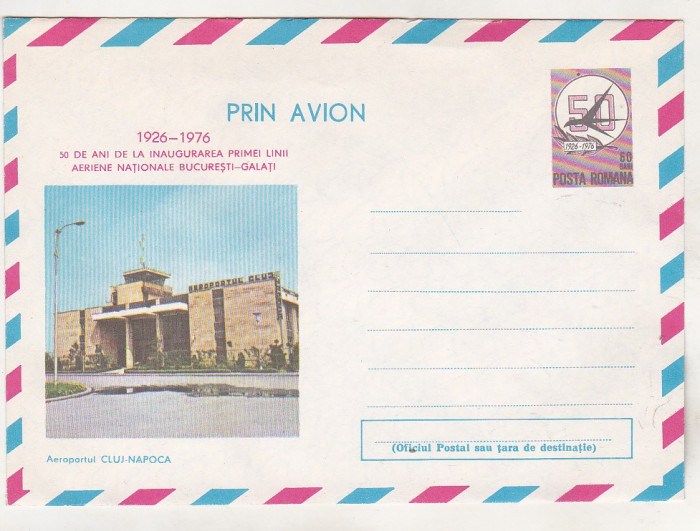 PRIN AVION
1926–1976
50 DE ANI DE LA INAUGURAREA PRIMEI LINII
AERIENE NAȚIONALE BUCUREȘTI–GALAȚI
50
1926-1976
60
BANI
POSTA ROMANA
AEROPORTUL CLUJ
Aeroportul CLUJ-NAPOCA
(Oficiul Postal sau țara de destinație)